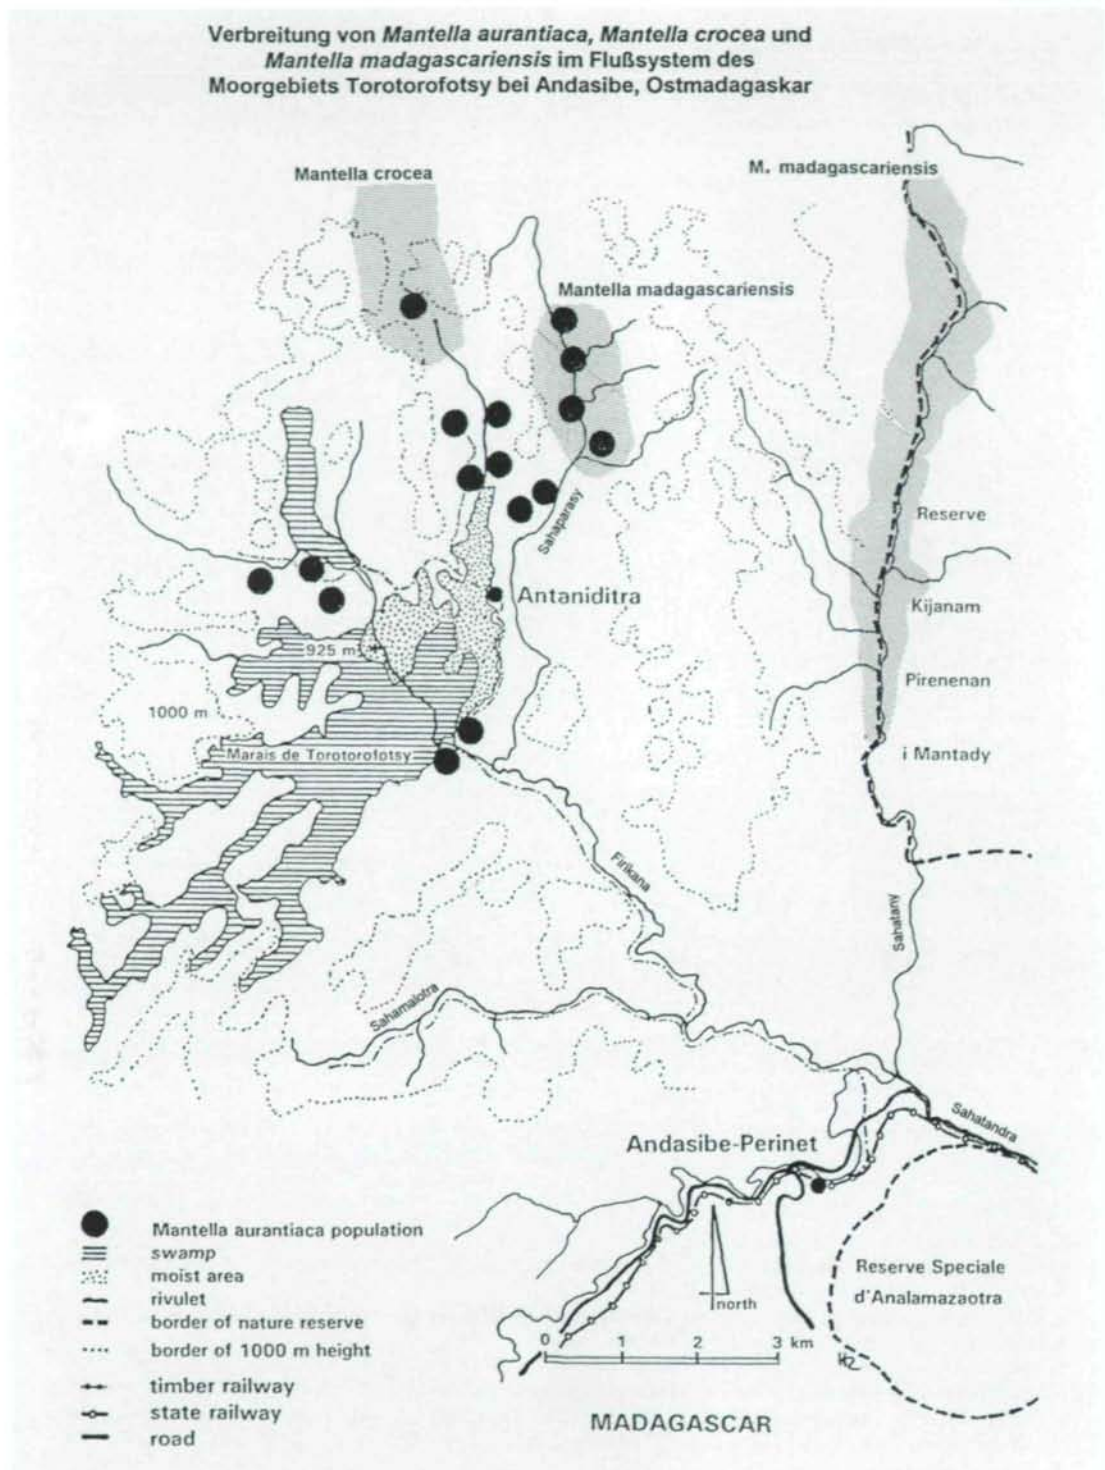 Verbreitung von Mantella aurantiaca, Mantella crocea und
Mantella madagascariensis im Flußsystem des
Moorgebiets Torotorofotsy bei Andasibe, Ostmadagaskar
Mantella crocea
M. madagascariensis
Mantella madagascariensis
Sahaparasy
Reserve
Antaniditra
Kijanam
925 m
Pirenenan
1000 m
Marais de Torotorofotsy
i Mantady
Firikana
Sahatany
Sahamalotra
Sahatandra
Andasibe-Perinet
Mantella aurantiaca population
swamp
moist area
rivulet
border of nature reserve
border of 1000 m height
timber railway
state railway
road
Reserve Speciale
d'Analamazaotra
north
0 1 2 3 km
MADAGASCAR